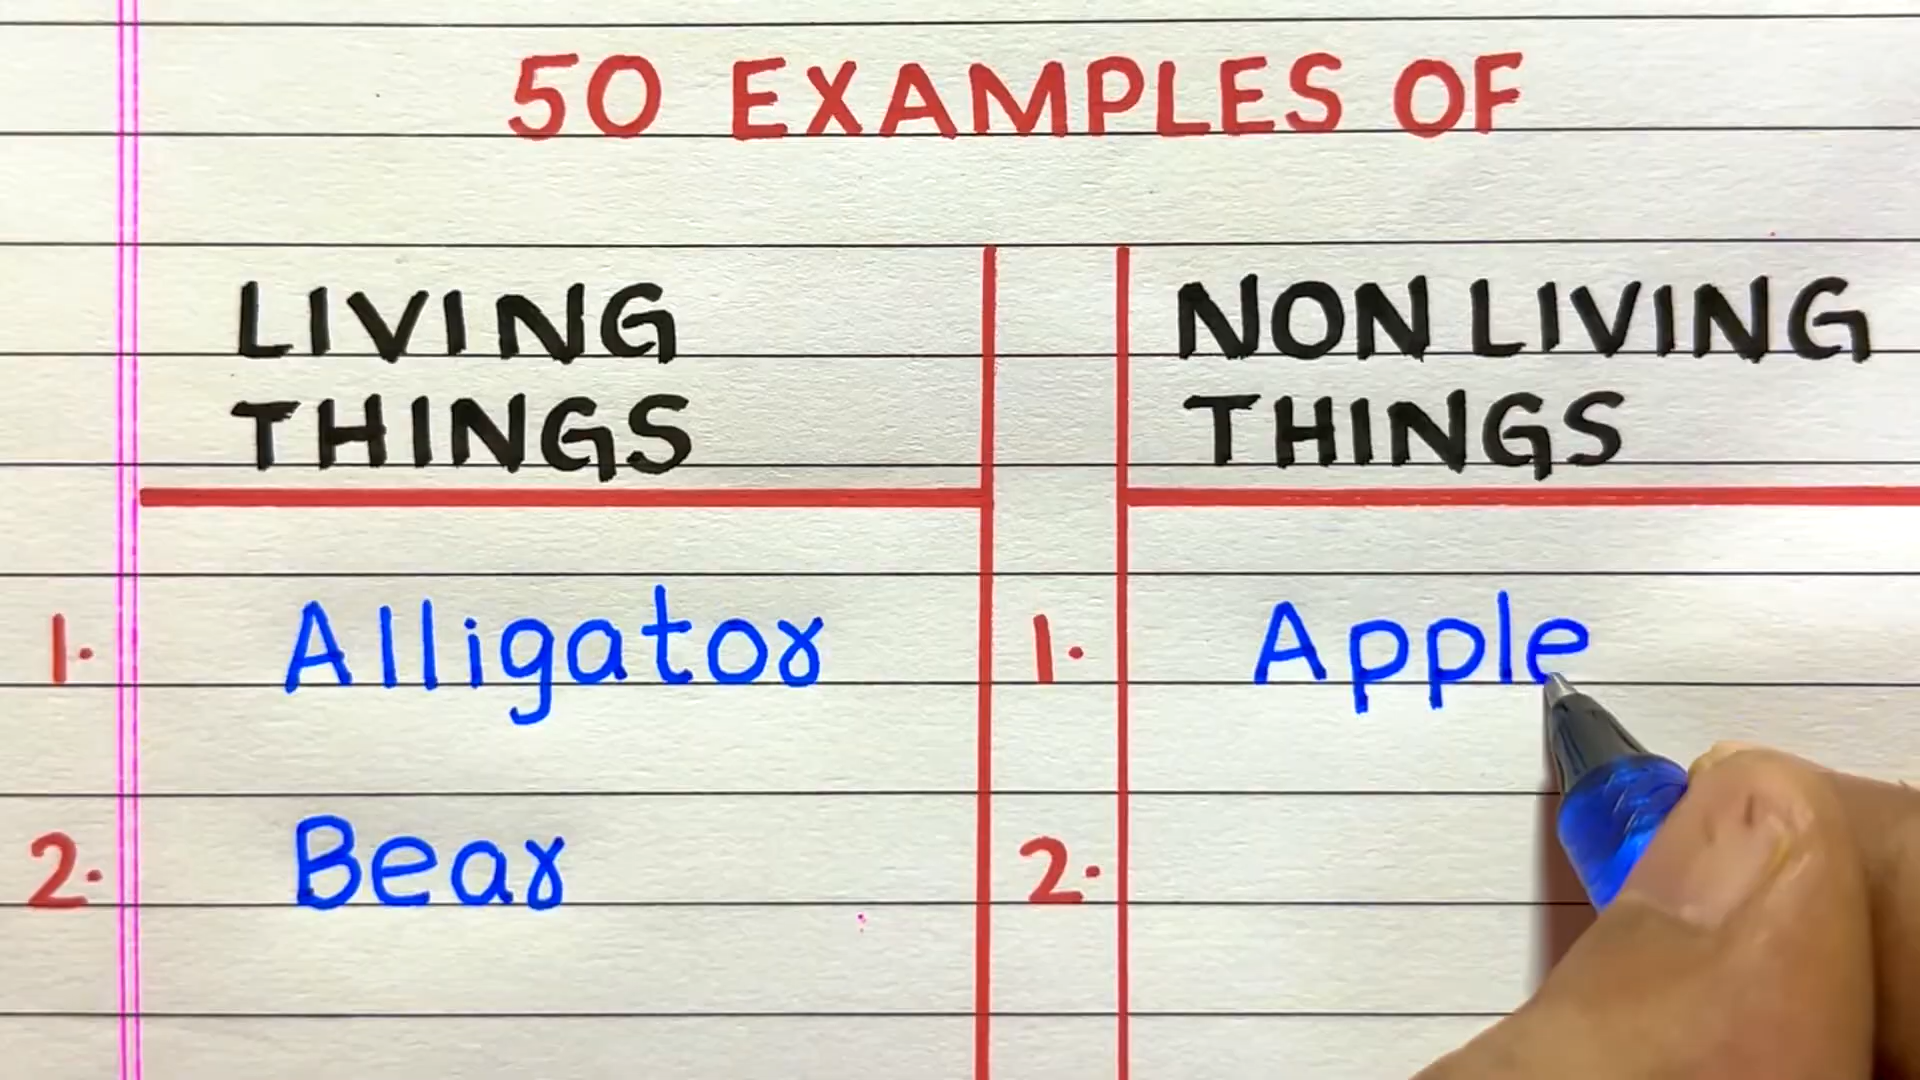 50 EXAMPLES OF
LIVING
THINGS
NON LIVING
THINGS
1. Alligator
1. Apple
2. Bear
2.